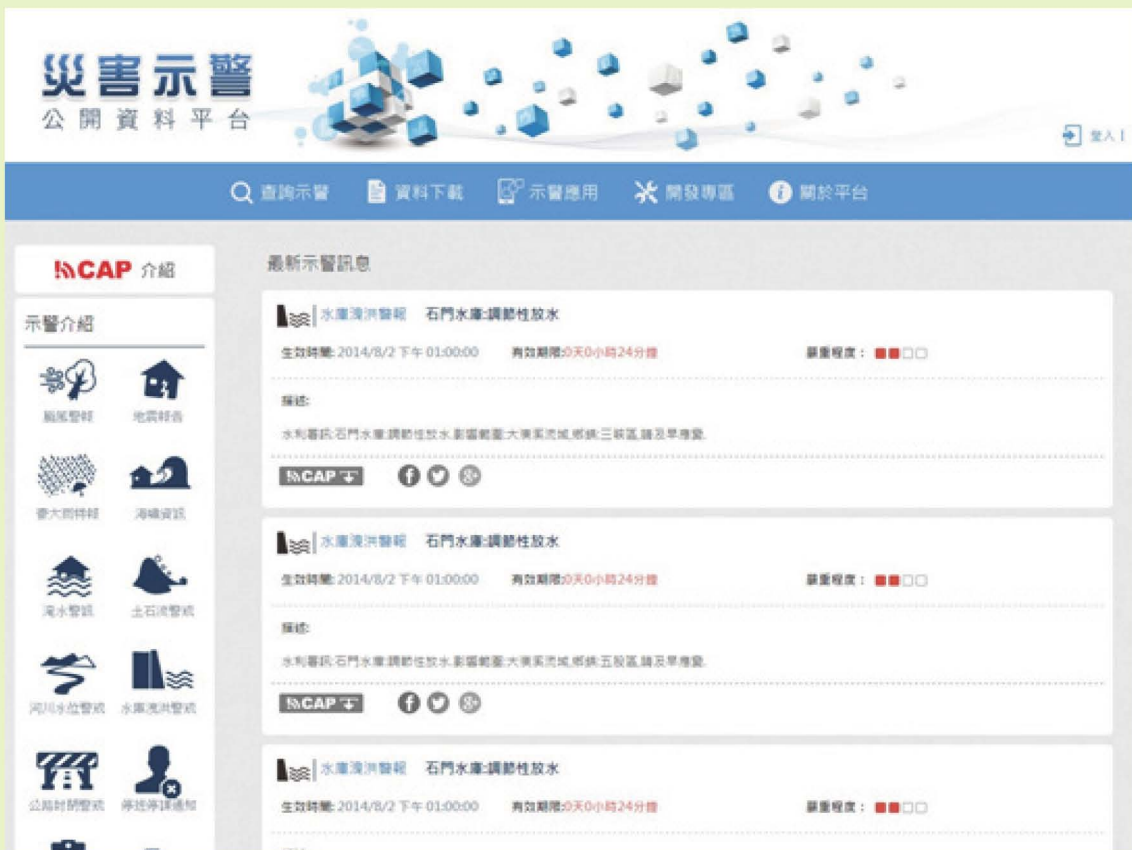 災害示警
公開資料平台
登入 |
查詢示警 資料下載 示警應用 開發專區 關於平台
CAP 介紹
示警介紹
颱風警報 地震報告
豪大雨特報 海嘯資訊
淹水警戒 土石流警戒
河川水位警戒 水庫洩洪警戒
公路封閉警戒 停班停課通知
最新示警訊息
水庫洩洪警報 石門水庫:調節性放水
生效時間:2014/8/2 下午 01:00:00 有效期限:0天0小時24分鐘 嚴重程度:
描述:
水利署訊:石門水庫:調節性放水.影響範圍:大漢溪流域,鄉鎮:三峽區,請及早應變.
CAP
水庫洩洪警報 石門水庫:調節性放水
生效時間:2014/8/2 下午 01:00:00 有效期限:0天0小時24分鐘 嚴重程度:
描述:
水利署訊:石門水庫:調節性放水.影響範圍:大漢溪流域,鄉鎮:五股區,請及早應變.
CAP
水庫洩洪警報 石門水庫:調節性放水
生效時間:2014/8/2 下午 01:00:00 有效期限:0天0小時24分鐘 嚴重程度: